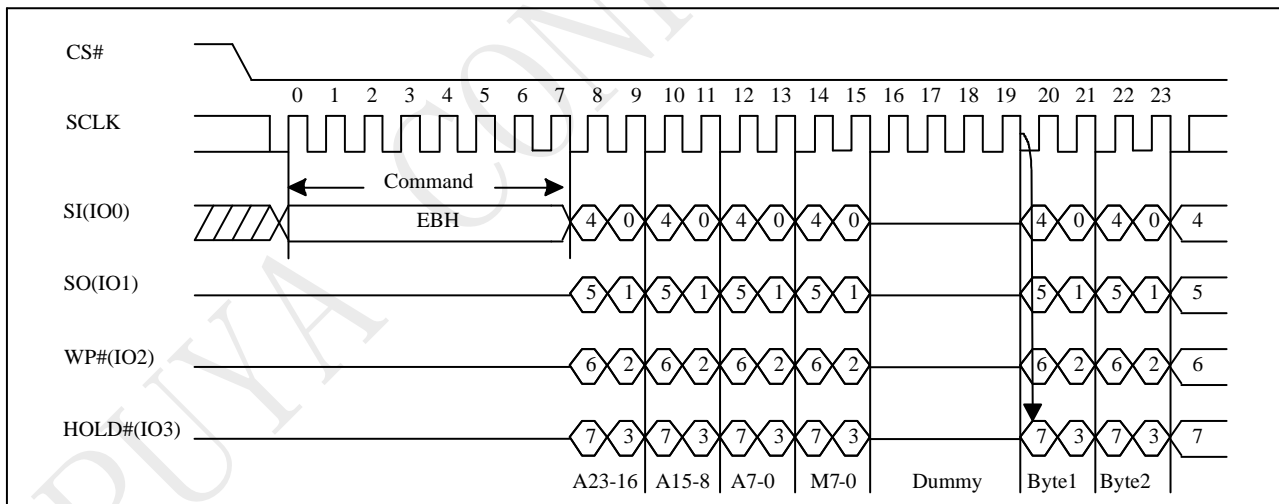 CS#
0 1 2 3 4 5 6 7 8 9 10 11 12 13 14 15 16 17 18 19 20 21 22 23
SCLK
Command
SI(IO0) EBH 4 0 4 0 4 0 4 0 4 0 4 0 4
SO(IO1) 5 1 5 1 5 1 5 1 5 1 5 1 5
WP#(IO2) 6 2 6 2 6 2 6 2 6 2 6 2 6
HOLD#(IO3) 7 3 7 3 7 3 7 3 7 3 7 3 7
A23-16 A15-8 A7-0 M7-0 Dummy Byte1 Byte2
PUYA CONF